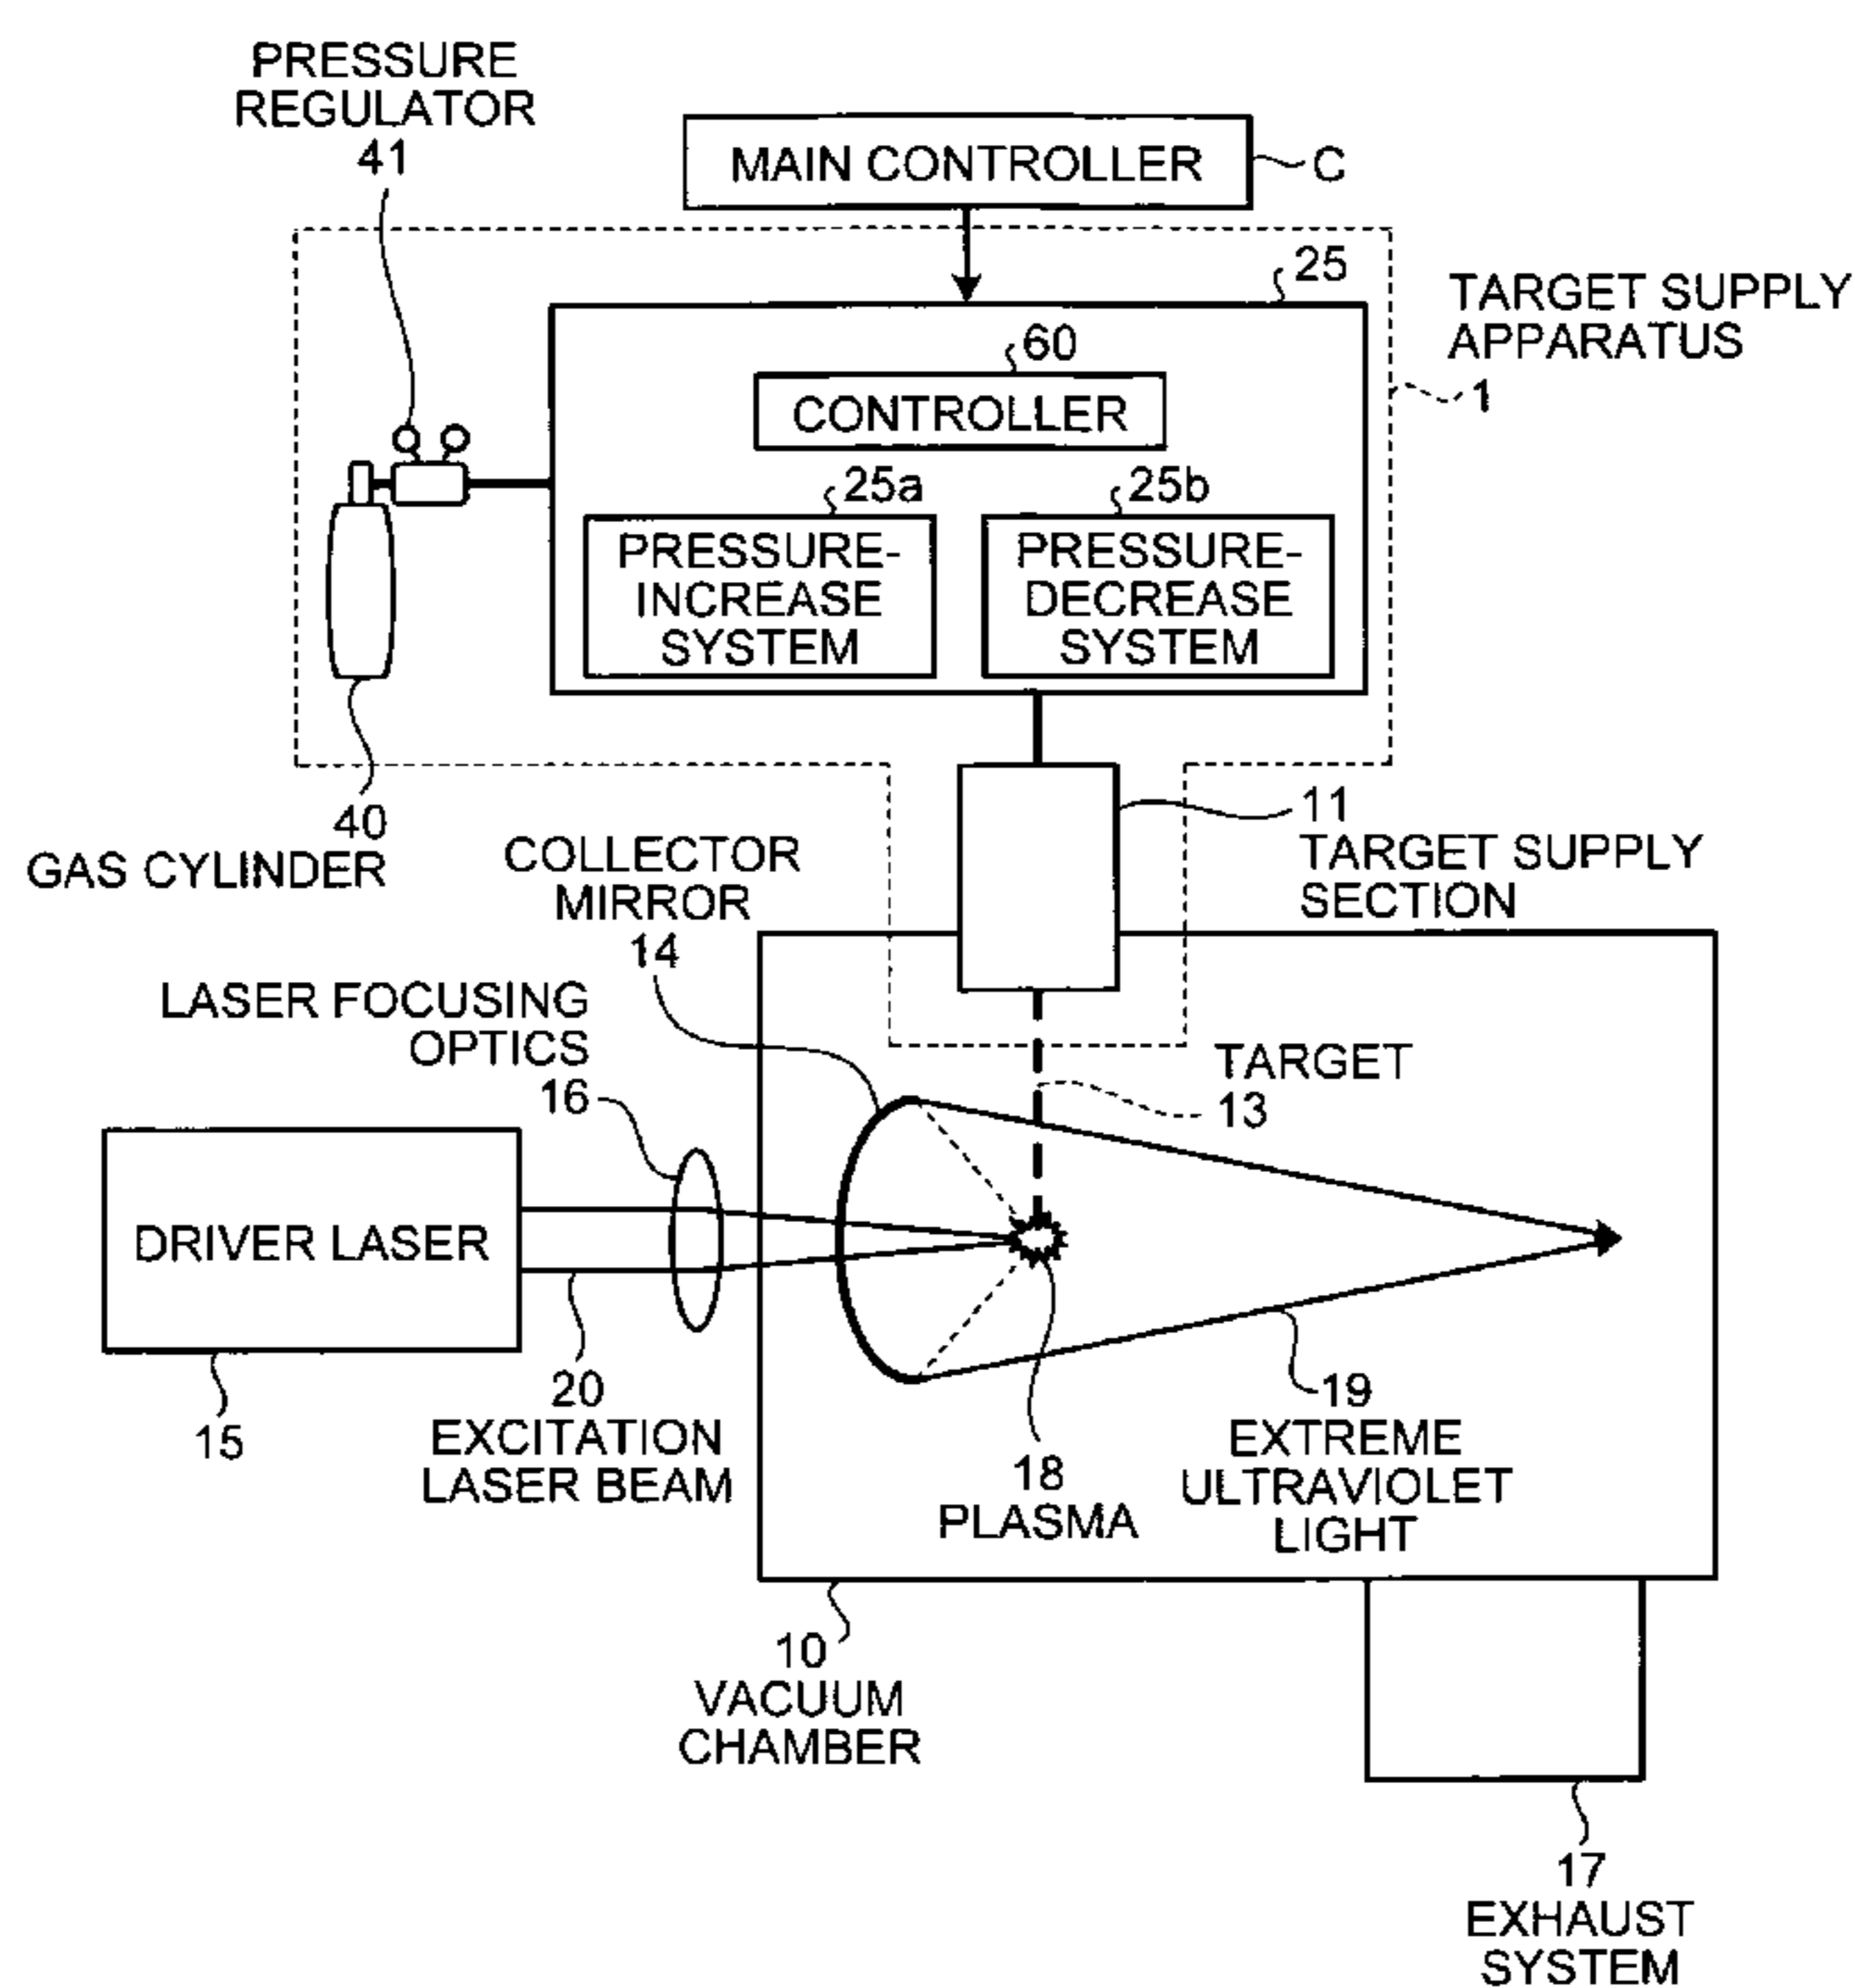 PRESSURE
REGULATOR
41
MAIN CONTROLLER
C
25
TARGET SUPPLY
APPARATUS
1
60
CONTROLLER
25a
25b
PRESSURE-
INCREASE
SYSTEM
PRESSURE-
DECREASE
SYSTEM
40
GAS CYLINDER
11
TARGET SUPPLY
SECTION
COLLECTOR
MIRROR
14
LASER FOCUSING
OPTICS
16
TARGET
13
DRIVER LASER
15
20
EXCITATION
LASER BEAM
18
PLASMA
19
EXTREME
ULTRAVIOLET
LIGHT
10
VACUUM
CHAMBER
17
EXHAUST
SYSTEM